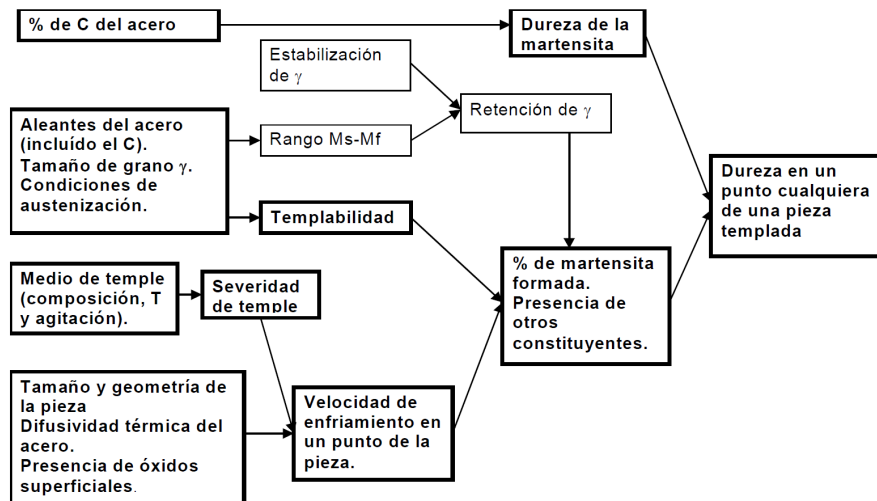 % de C del acero
Dureza de la
martensita
Estabilización
de γ
Retención de γ
Aleantes del acero
(incluído el C).
Tamaño de grano γ.
Condiciones de
austenización.
Rango Ms-Mf
Templabilidad
Dureza en un
punto cualquiera
de una pieza
templada
Medio de temple
(composición, T
y agitación).
Severidad
de temple
% de martensita
formada.
Presencia de
otros
constituyentes.
Tamaño y geometría de
la pieza
Difusividad térmica del
acero.
Presencia de óxidos
superficiales.
Velocidad de
enfriamiento en
un punto de la
pieza.